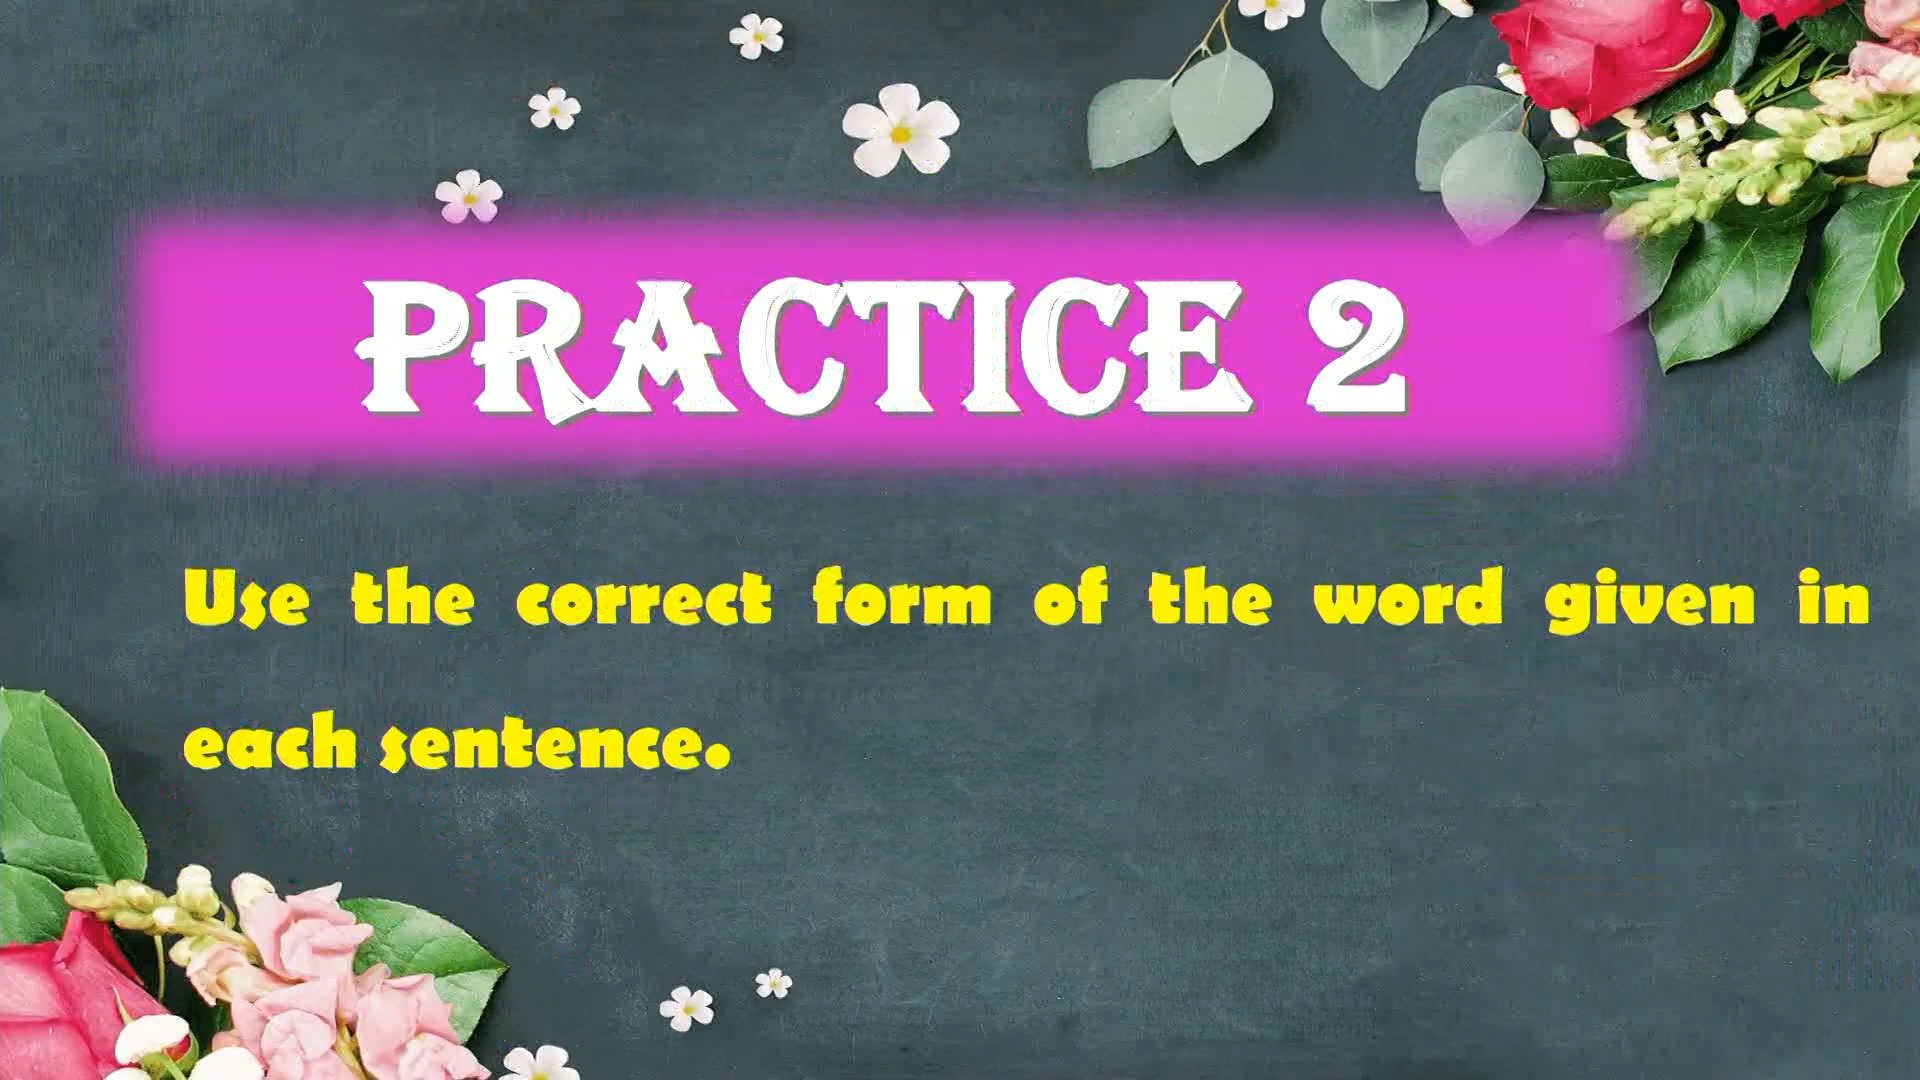 PRACTICE 2
Use the correct form of the word given in
each sentence.